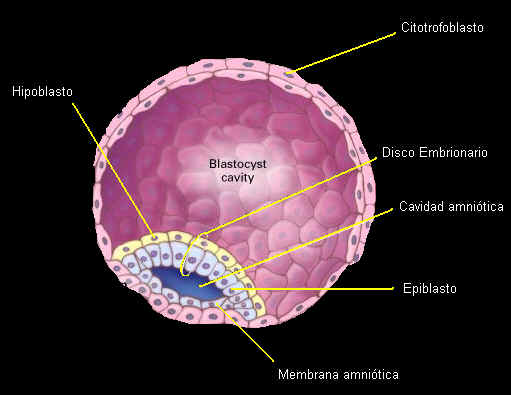 Citotrofoblasto
Hipoblasto
Disco Embrionario
Blastocyst
cavity
Cavidad amniótica
Epiblasto
Membrana amniótica